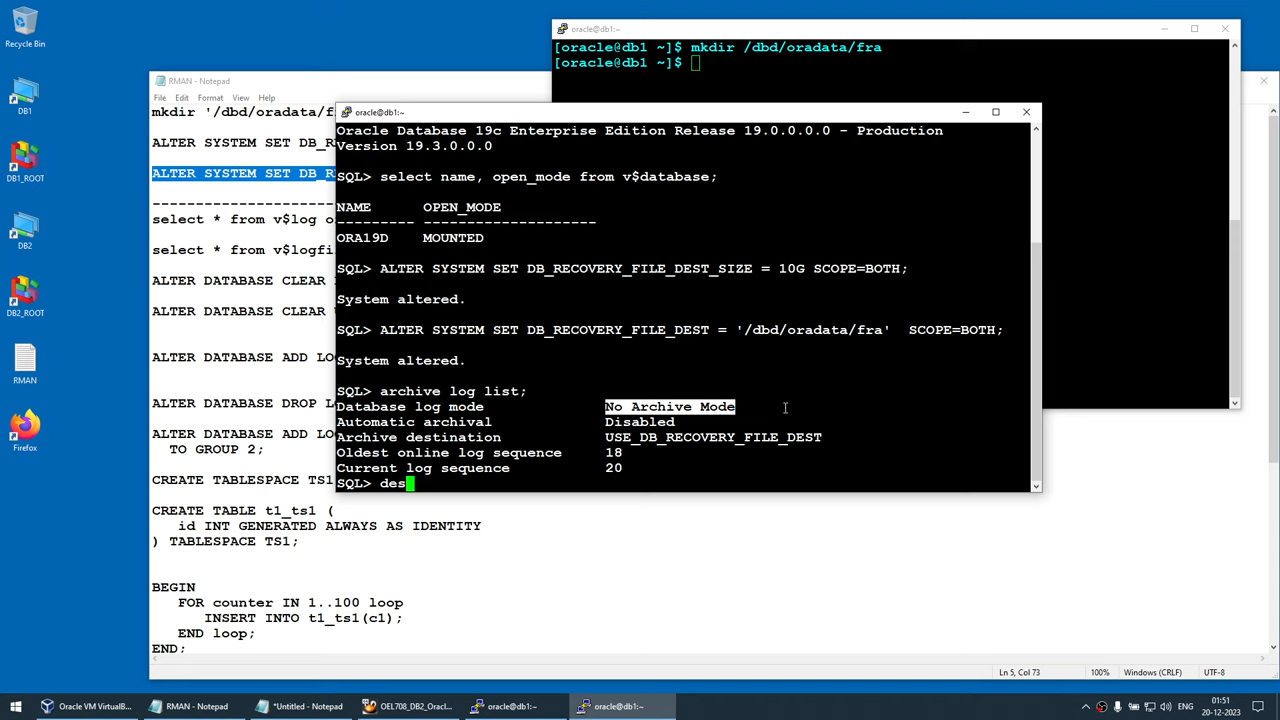 Recycle Bin
DB1
DB1_ROOT
DB2
DB2_ROOT
RMAN
Firefox
oracle@db1:~
[oracle@db1 ~]$ mkdir /dbd/oradata/fra
[oracle@db1 ~]$
RMAN - Notepad
File Edit Format View Help
mkdir '/dbd/oradata/f
ALTER SYSTEM SET DB_R
ALTER SYSTEM SET DB_R
---------------------
select * from v$log o
select * from v$logfi
ALTER DATABASE CLEAR
ALTER DATABASE CLEAR
ALTER DATABASE ADD LO
ALTER DATABASE DROP L
ALTER DATABASE ADD LO
TO GROUP 2;
CREATE TABLESPACE TS1
CREATE TABLE t1_ts1 (
id INT GENERATED ALWAYS AS IDENTITY
) TABLESPACE TS1;
BEGIN
FOR counter IN 1..100 loop
INSERT INTO t1_ts1(c1);
END loop;
END;
Ln 5, Col 73 100% Windows (CRLF) UTF-8
oracle@db1:~
Oracle Database 19c Enterprise Edition Release 19.0.0.0.0 - Production
Version 19.3.0.0.0
SQL> select name, open_mode from v$database;
NAME OPEN_MODE
--------- --------------------
ORA19D MOUNTED
SQL> ALTER SYSTEM SET DB_RECOVERY_FILE_DEST_SIZE = 10G SCOPE=BOTH;
System altered.
SQL> ALTER SYSTEM SET DB_RECOVERY_FILE_DEST = '/dbd/oradata/fra' SCOPE=BOTH;
System altered.
SQL> archive log list;
Database log mode No Archive Mode
Automatic archival Disabled
Archive destination USE_DB_RECOVERY_FILE_DEST
Oldest online log sequence 18
Current log sequence 20
SQL> des
Oracle VM VirtualB... RMAN - Notepad *Untitled - Notepad OEL708_DB2_Oracl... oracle@db1:~ oracle@db1:~
ENG
01:51
20-12-2023